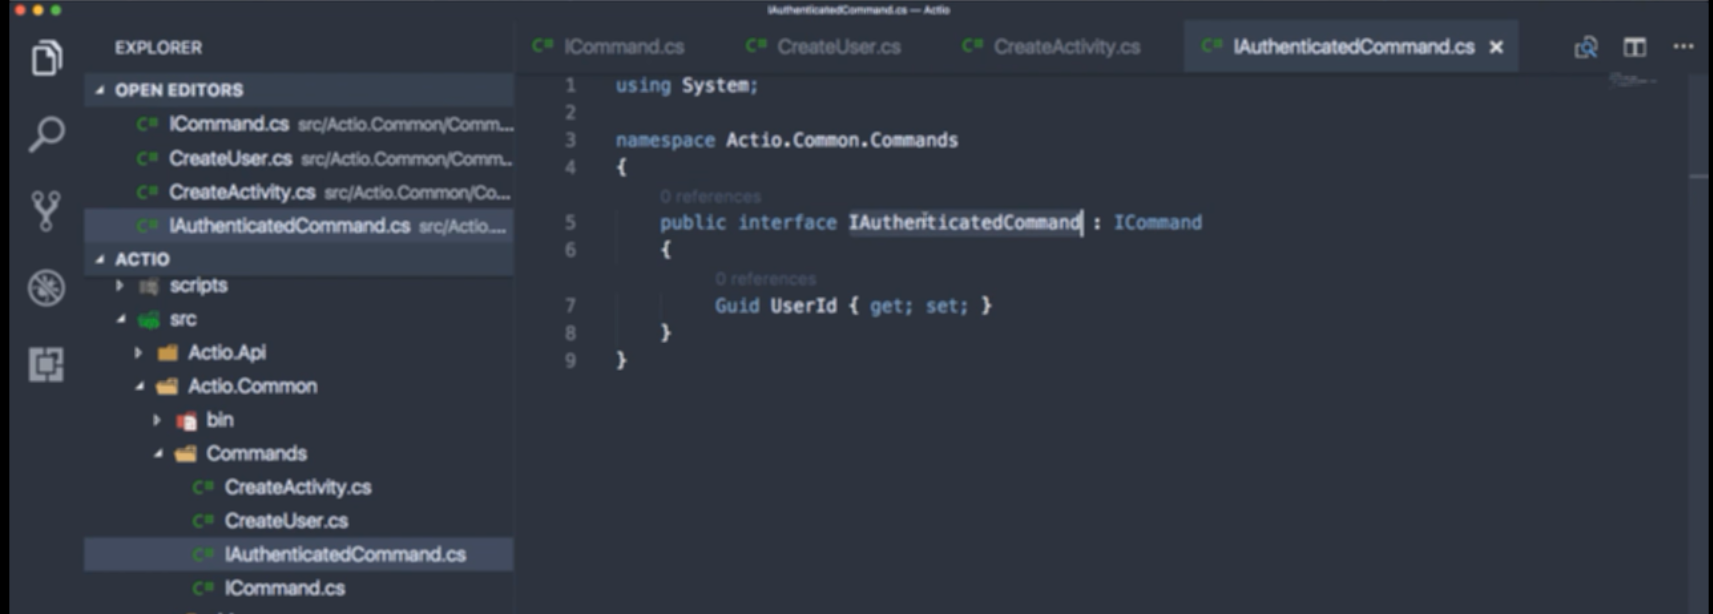 IAuthenticatedCommand.cs — Actio
EXPLORER
OPEN EDITORS
C# ICommand.cs src/Actio.Common/Comm...
C# CreateUser.cs src/Actio.Common/Comm..
C# CreateActivity.cs src/Actio.Common/Co...
C# IAuthenticatedCommand.cs src/Actio....
ACTIO
scripts
src
Actio.Api
Actio.Common
bin
Commands
C# CreateActivity.cs
C# CreateUser.cs
C# IAuthenticatedCommand.cs
C# ICommand.cs
C# ICommand.cs C# CreateUser.cs C# CreateActivity.cs C# IAuthenticatedCommand.cs ×
1 using System;
2
3 namespace Actio.Common.Commands
4 {
0 references
5 public interface IAuthenticatedCommand : ICommand
6 {
0 references
7 Guid UserId { get; set; }
8 }
9 }